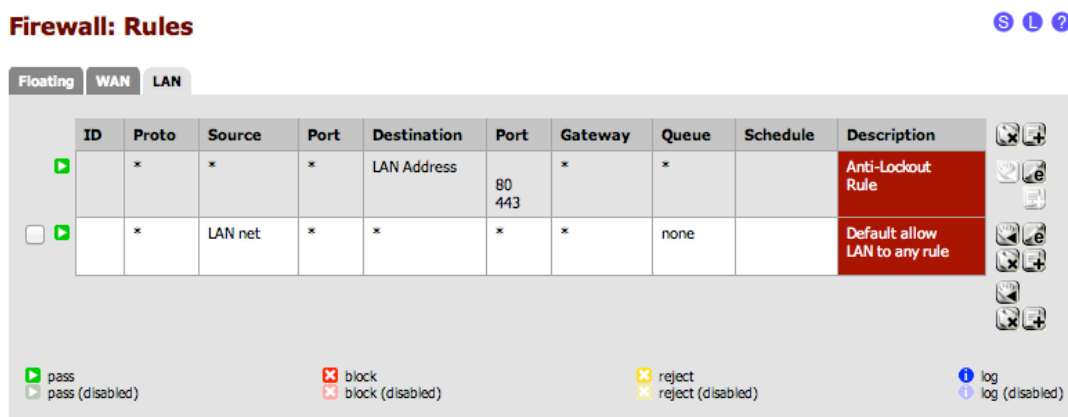 Firewall: Rules
S L ?
Floating WAN LAN
ID Proto Source Port Destination Port Gateway Queue Schedule Description
* * * LAN Address 80 443 * * Anti-Lockout Rule
* LAN net * * * * none Default allow LAN to any rule
pass block reject log
pass (disabled) block (disabled) reject (disabled) log (disabled)